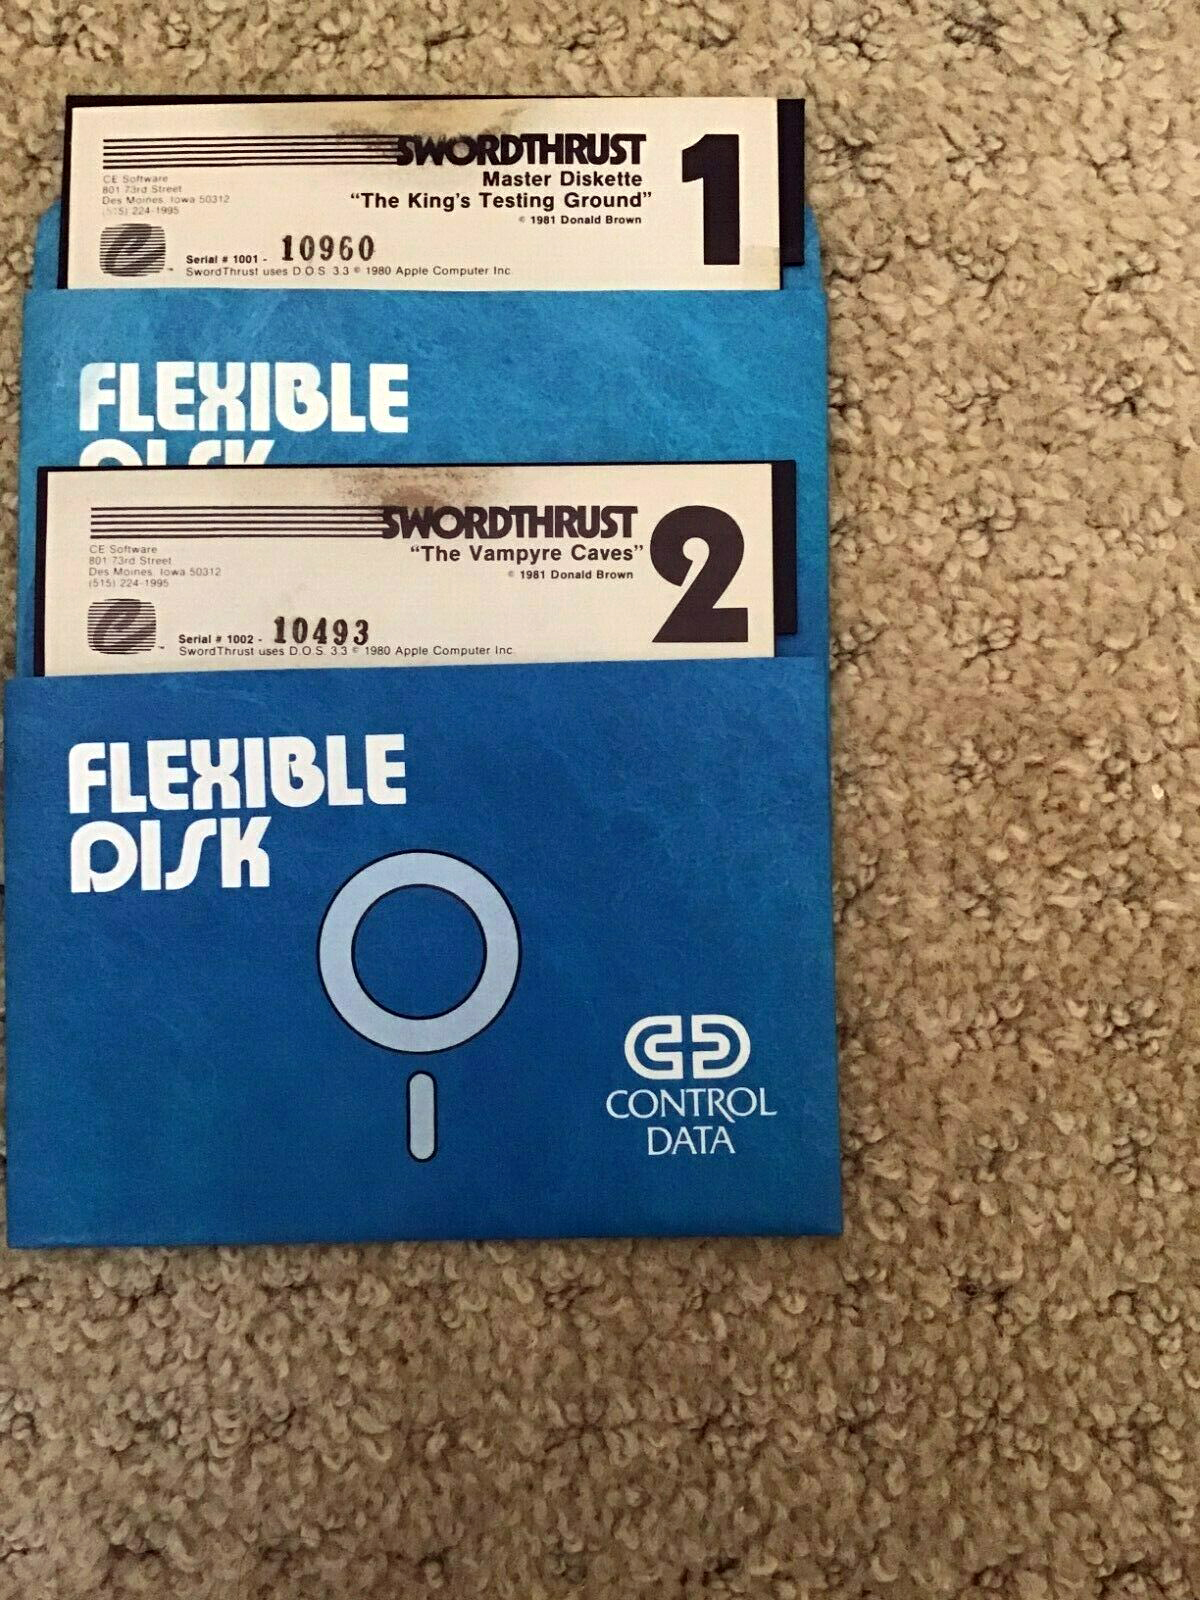 SWORDTHRUST
Master Diskette
"The King's Testing Ground"
© 1981 Donald Brown
1
CE Software
801 73rd Street
Des Moines, Iowa 50312
(515) 224-1995
Serial # 1001 - 10960
SwordThrust uses D.O.S. 3.3 © 1980 Apple Computer Inc.
FLEXIBLE
DISK
SWORDTHRUST
"The Vampyre Caves"
© 1981 Donald Brown
2
CE Software
801 73rd Street
Des Moines, Iowa 50312
(515) 224-1995
e ™
Serial # 1002 - 10493
SwordThrust uses D.O.S. 3.3 © 1980 Apple Computer Inc.
FLEXIBLE
DISK
CONTROL
DATA